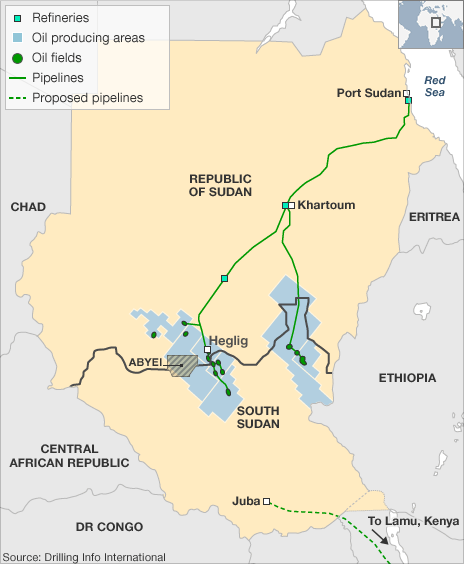 Refineries
Oil producing areas
Oil fields
Pipelines
Proposed pipelines
Red
Sea
Port Sudan
REPUBLIC
OF SUDAN
CHAD
Khartoum
ERITREA
Heglig
ABYEI
ETHIOPIA
SOUTH
SUDAN
CENTRAL
AFRICAN REPUBLIC
Juba
To Lamu, Kenya
DR CONGO
Source: Drilling Info International